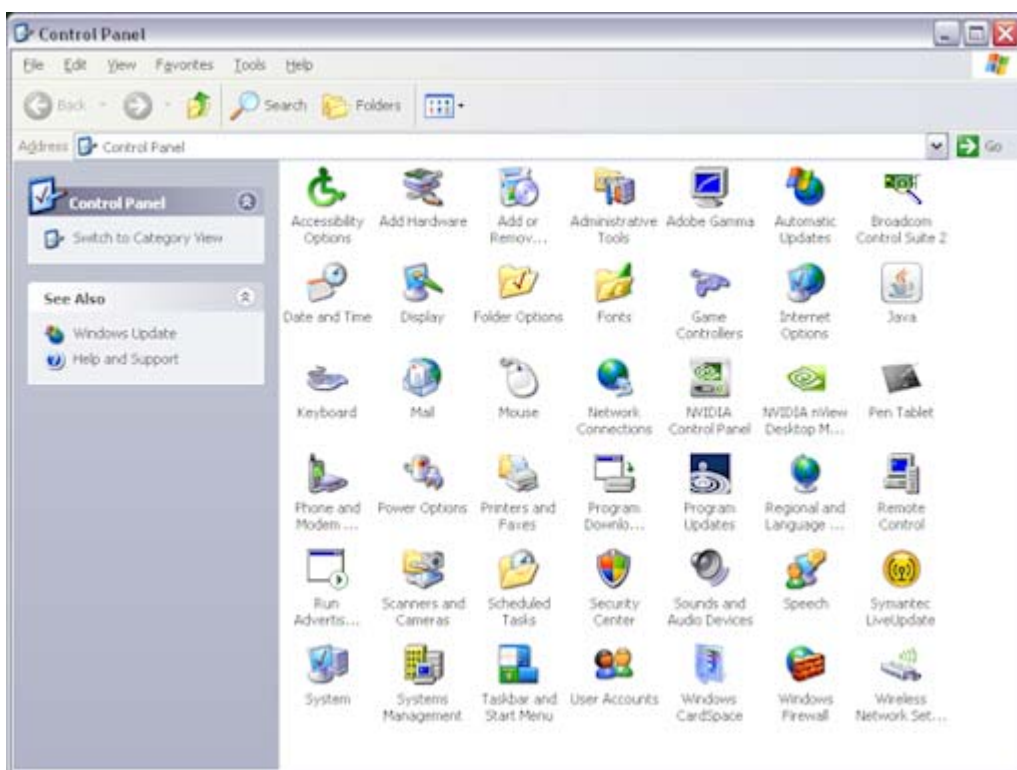 Control Panel
File Edit View Favorites Tools Help
Back Search Folders
Address Control Panel Go
Control Panel
Switch to Category View
See Also
Windows Update
Help and Support
Accessibility Options
Add Hardware
Add or Remov...
Administrative Tools
Adobe Gamma
Automatic Updates
Broadcom Control Suite 2
Date and Time
Display
Folder Options
Fonts
Game Controllers
Internet Options
Java
Keyboard
Mail
Mouse
Network Connections
NVIDIA Control Panel
NVIDIA nView Desktop M...
Pen Tablet
Phone and Modem ...
Power Options
Printers and Faxes
Program Downlo...
Program Updates
Regional and Language ...
Remote Control
Run Advertis...
Scanners and Cameras
Scheduled Tasks
Security Center
Sounds and Audio Devices
Speech
Symantec LiveUpdate
System
Systems Management
Taskbar and Start Menu
User Accounts
Windows CardSpace
Windows Firewall
Wireless Network Set...